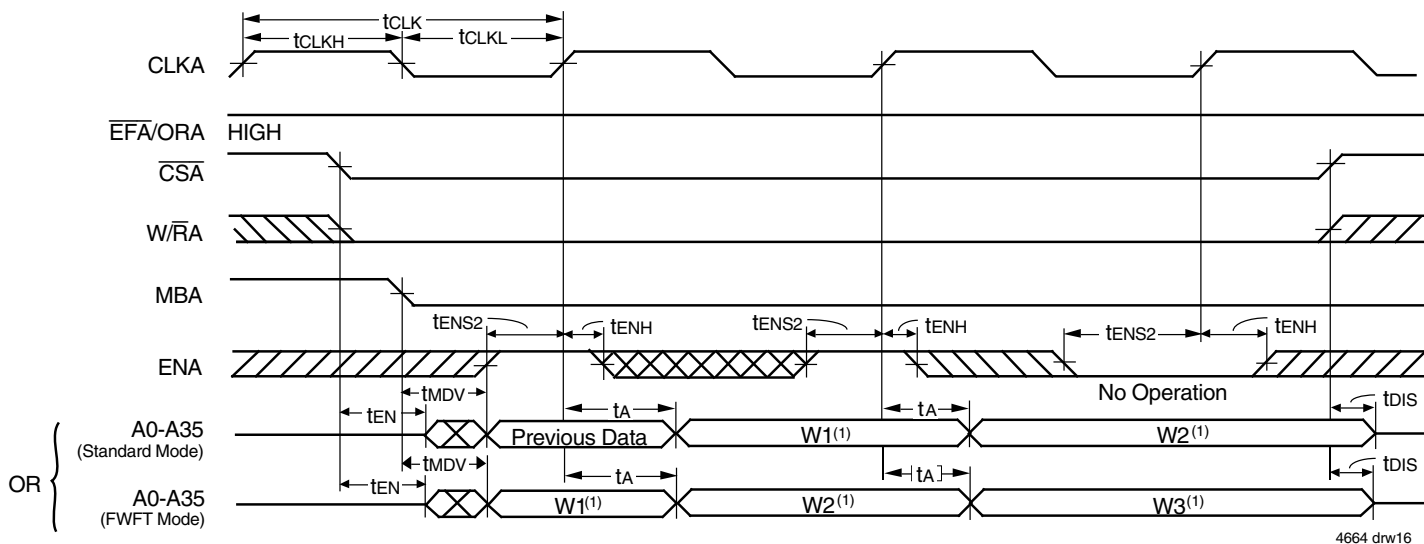 tCLK
tCLKH tCLKL
CLKA
EFA/ORA HIGH
CSA
W/RA
MBA
tENS2 tENH tENS2 tENH tENS2 tENH
ENA
No Operation
tMDV
tEN tA tA tDIS
A0-A35
(Standard Mode)
Previous Data W1(1) W2(1)
OR
tMDV
tEN tA tA tDIS
A0-A35
(FWFT Mode)
W1(1) W2(1) W3(1)
4664 drw16